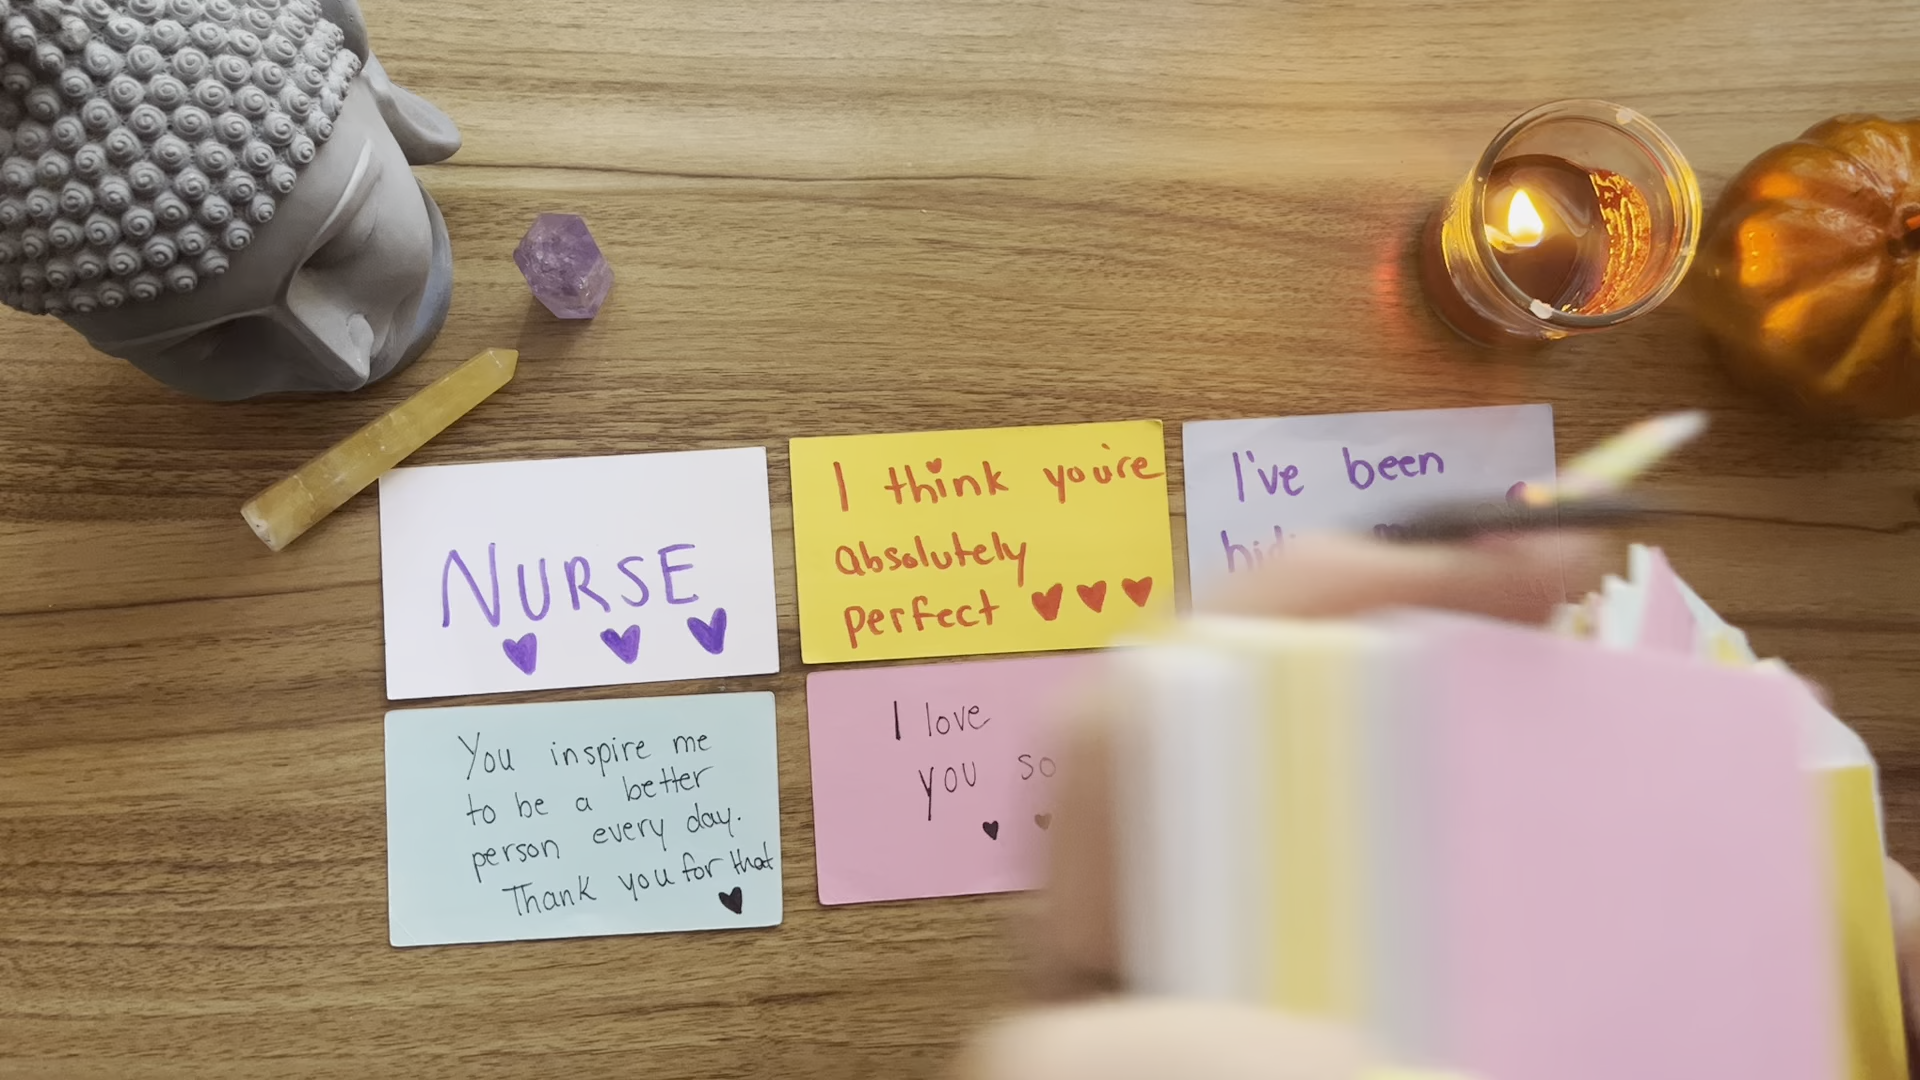 NURSE
I think you're
absolutely
perfect
I've been
You inspire me
to be a better
person every day.
Thank you for that
I love
you so